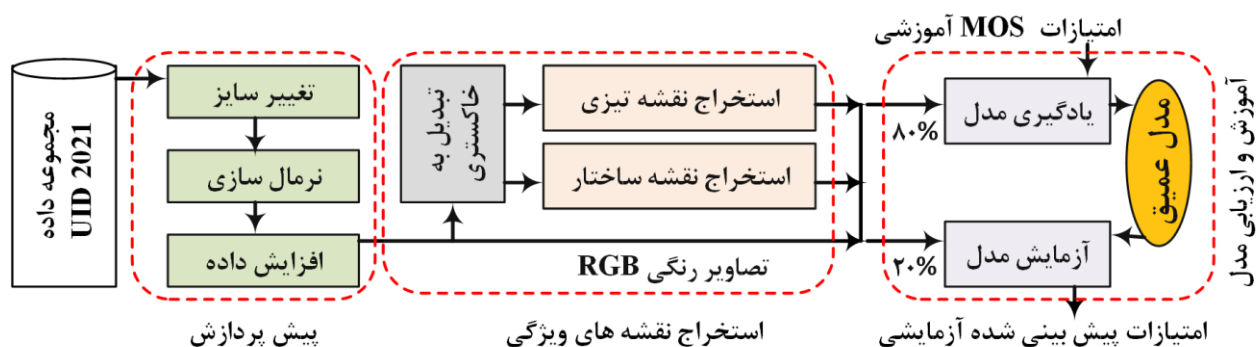 مجموعه داده
UID 2021
تغییر سایز
نرمال سازی
افزایش داده
پیش پردازش
تبدیل به
خاکستری
استخراج نقشه تیزی
استخراج نقشه ساختار
تصاویر رنگی RGB
استخراج نقشه های ویژگی
امتیازات MOS آموزشی
۸۰%
یادگیری مدل
مدل عمیق
۲۰%
آزمایش مدل
امتیازات پیش بینی شده آزمایشی
آموزش و ارزیابی مدل